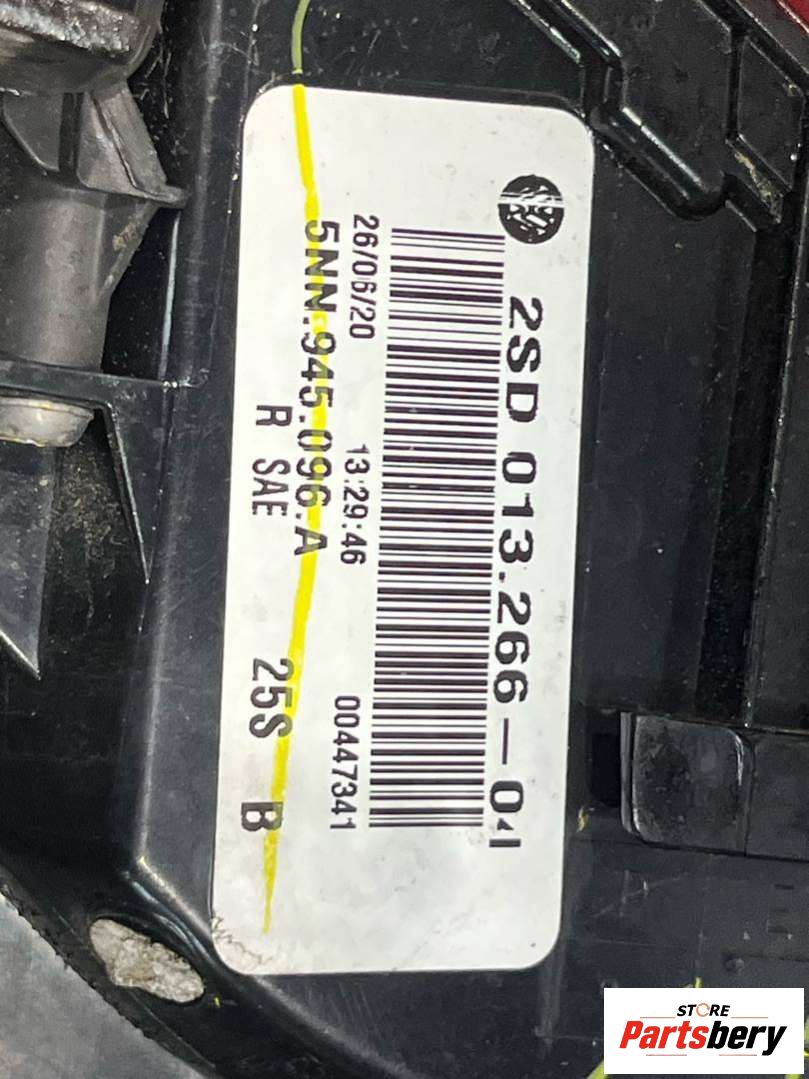 2SD 013.266-04
26/06/20 13:29:46 00447341
5NN.945.096.A
R SAE 25S B
STORE
Partsbery